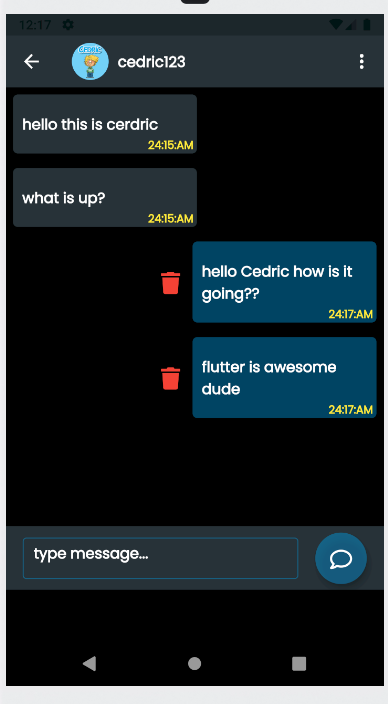 12:17
CEDRIC
cedric123
hello this is cerdric
24:15:AM
what is up?
24:15:AM
hello Cedric how is it
going??
24:17:AM
flutter is awesome
dude
24:17:AM
type message...